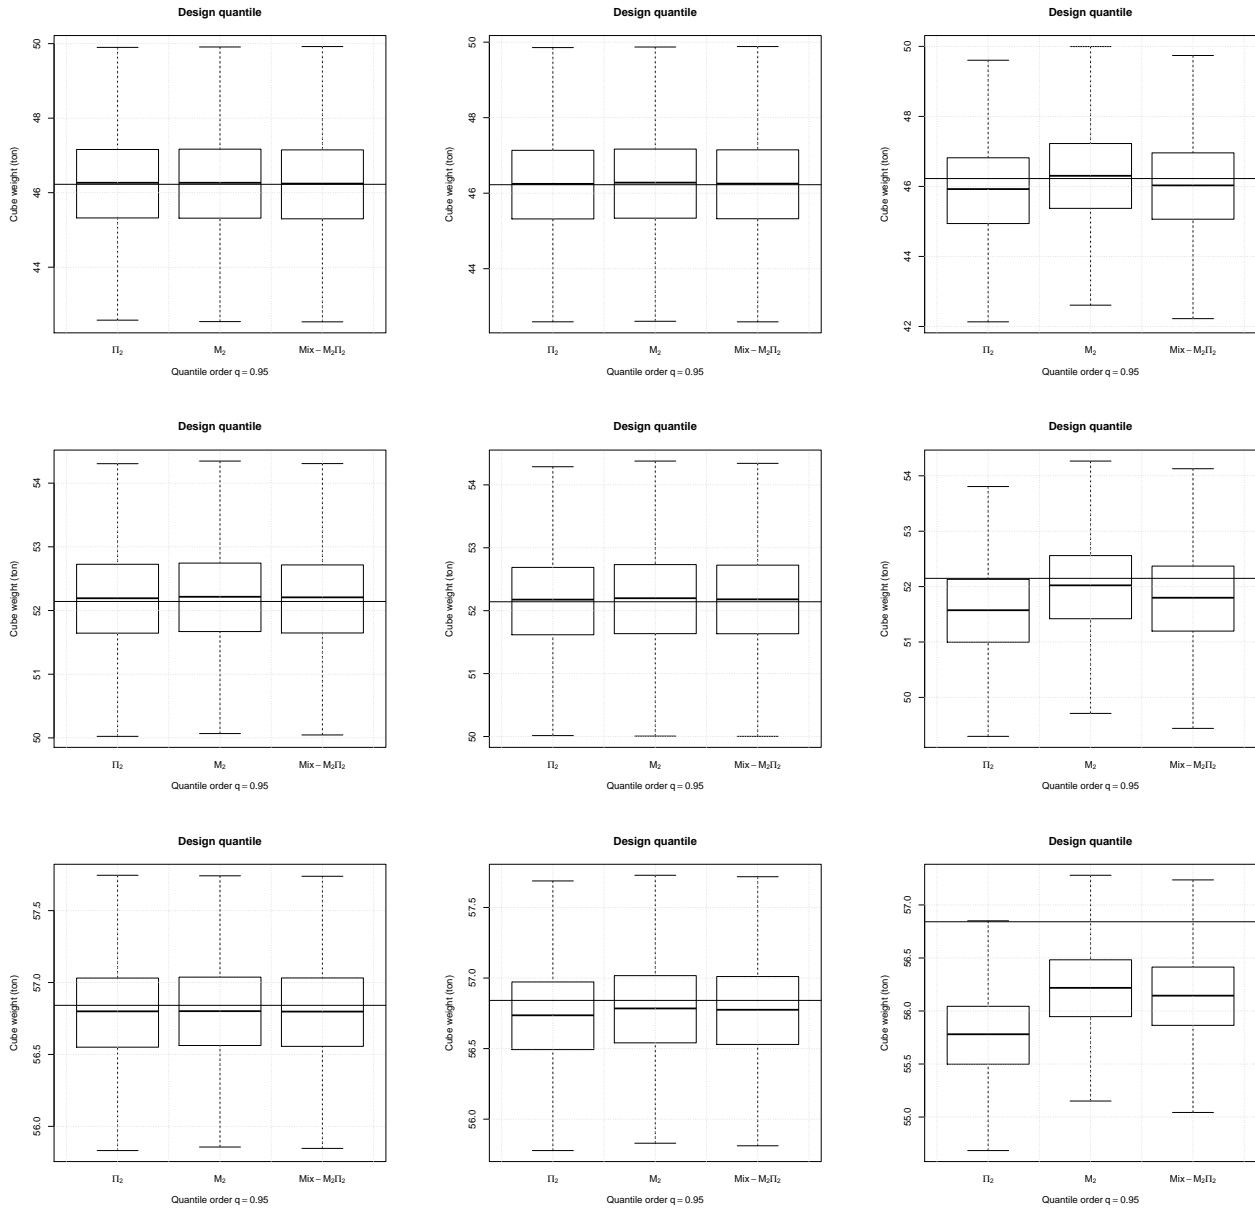 Design quantile
50
48
46
44
Cube weight (ton)
Π₂
M₂
Mix − M₂Π₂
Quantile order q = 0.95
Design quantile
50
48
46
44
Cube weight (ton)
Π₂
M₂
Mix − M₂Π₂
Quantile order q = 0.95
Design quantile
50
48
46
44
42
Cube weight (ton)
Π₂
M₂
Mix − M₂Π₂
Quantile order q = 0.95
Design quantile
54
53
52
51
50
Cube weight (ton)
Π₂
M₂
Mix − M₂Π₂
Quantile order q = 0.95
Design quantile
54
53
52
51
50
Cube weight (ton)
Π₂
M₂
Mix − M₂Π₂
Quantile order q = 0.95
Design quantile
54
53
52
51
50
Cube weight (ton)
Π₂
M₂
Mix − M₂Π₂
Quantile order q = 0.95
Design quantile
57.5
57.0
56.5
56.0
Cube weight (ton)
Π₂
M₂
Mix − M₂Π₂
Quantile order q = 0.95
Design quantile
57.5
57.0
56.5
56.0
Cube weight (ton)
Π₂
M₂
Mix − M₂Π₂
Quantile order q = 0.95
Design quantile
57.0
56.5
56.0
55.5
55.0
Cube weight (ton)
Π₂
M₂
Mix − M₂Π₂
Quantile order q = 0.95